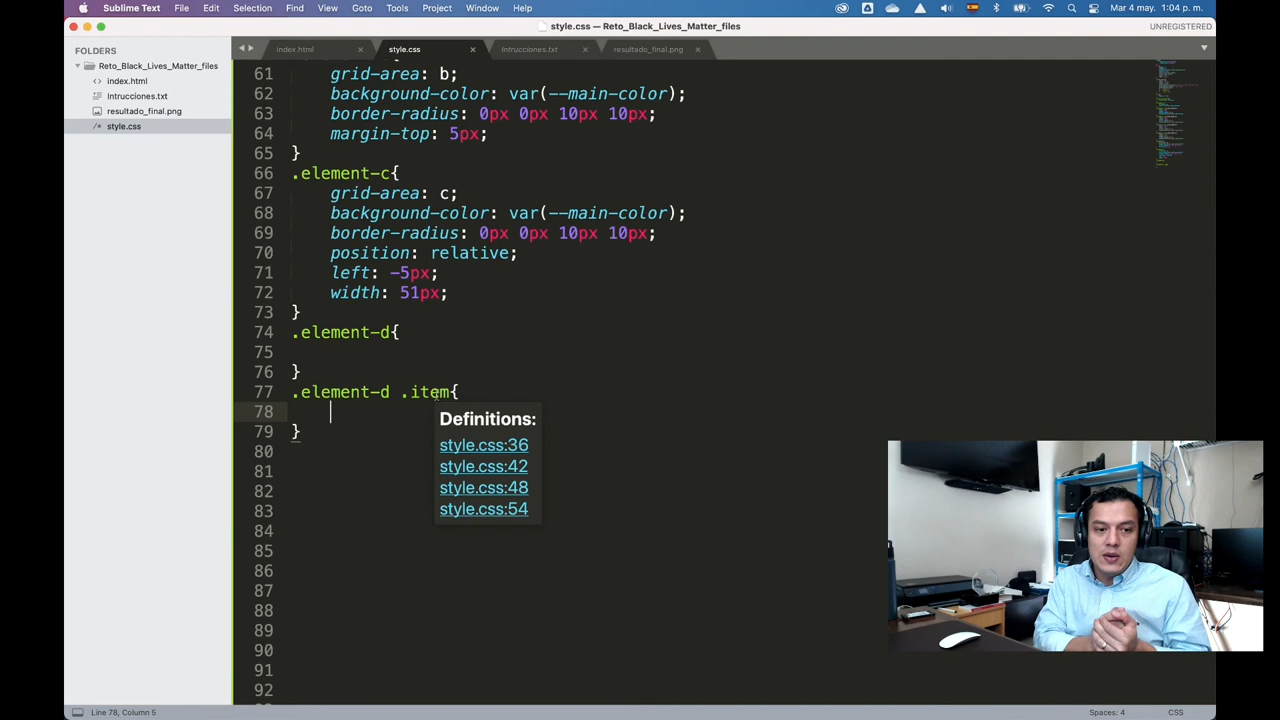 Sublime Text File Edit Selection Find View Goto Tools Project Window Help
Mar 4 may. 1:04 p. m.
style.css — Reto_Black_Lives_Matter_files
UNREGISTERED
FOLDERS
Reto_Black_Lives_Matter_files
index.html
Intrucciones.txt
resultado_final.png
style.css
index.html
style.css
Intrucciones.txt
resultado_final.png
61 grid-area: b;
62 background-color: var(--main-color);
63 border-radius: 0px 0px 10px 10px;
64 margin-top: 5px;
65 }
66 .element-c{
67 grid-area: c;
68 background-color: var(--main-color);
69 border-radius: 0px 0px 10px 10px;
70 position: relative;
71 left: -5px;
72 width: 51px;
73 }
74 .element-d{
75
76 }
77 .element-d .item{
78
79 }
80
81
82
83
84
85
86
87
88
89
90
91
92
Definitions:
style.css:36
style.css:42
style.css:48
style.css:54
Line 78, Column 5
Spaces: 4
CSS